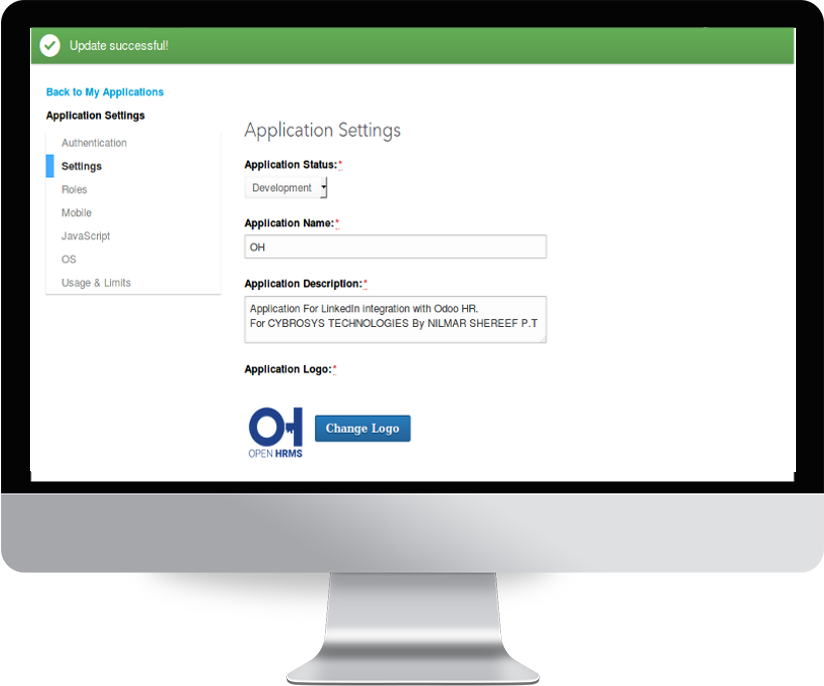 Update successful!
Back to My Applications
Application Settings
Authentication
Settings
Roles
Mobile
JavaScript
OS
Usage & Limits
Application Settings
Application Status:*
Development
Application Name:*
OH
Application Description:*
Application For LinkedIn integration with Odoo HR.
For CYBROSYS TECHNOLOGIES By NILMAR SHEREEF P.T
Application Logo:*
OH
OPEN HRMS
Change Logo